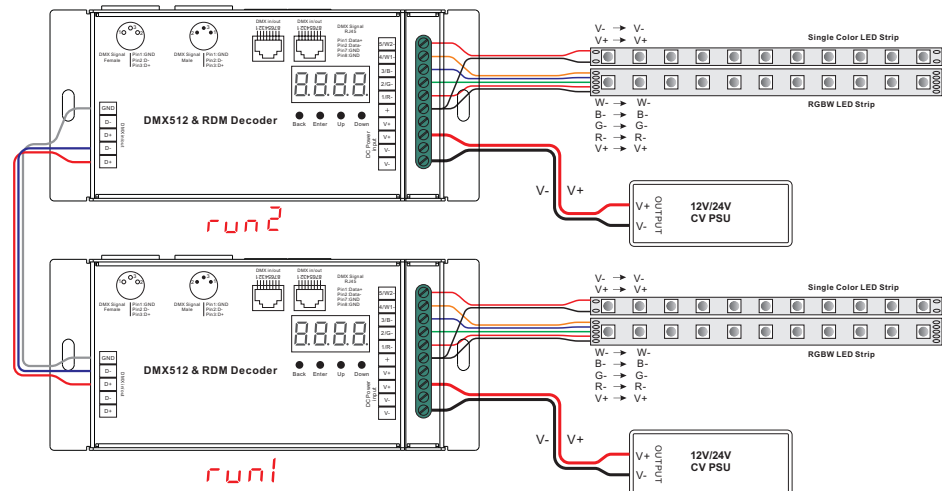 DMX in/out
DMX in/out
DMX Signal
RJ45
87654321
87654321
Pin1:Data+
Pin2:Data-
Pin7:GND
Pin8:GND
DMX Signal
Female
Pin1:GND
Pin2:D-
Pin3:D+
DMX Signal
Male
Pin1:GND
Pin2:D-
Pin3:D+
5/W2-
4/W1-
3/B-
2/G-
1/R-
+
V+
V+
V-
V-
DC Power
input
GND
D-
D+
D-
D+
DMX512 & RDM Decoder
8.8.8.8.
Back Enter Up Down
V- → V-
V+ → V+
Single Color LED Strip
RGBW LED Strip
W- → W-
B- → B-
G- → G-
R- → R-
V+ → V+
V- V+
V+
V-
OUTPUT
12V/24V
CV PSU
run2
DMX in/out
DMX in/out
DMX Signal
RJ45
87654321
87654321
Pin1:Data+
Pin2:Data-
Pin7:GND
Pin8:GND
DMX Signal
Female
Pin1:GND
Pin2:D-
Pin3:D+
DMX Signal
Male
Pin1:GND
Pin2:D-
Pin3:D+
5/W2-
4/W1-
3/B-
2/G-
1/R-
+
V+
V+
V-
V-
DC Power
input
GND
D-
D+
D-
D+
DMX512 & RDM Decoder
8.8.8.8.
Back Enter Up Down
V- → V-
V+ → V+
Single Color LED Strip
RGBW LED Strip
W- → W-
B- → B-
G- → G-
R- → R-
V+ → V+
V- V+
V+
V-
OUTPUT
12V/24V
CV PSU
run1